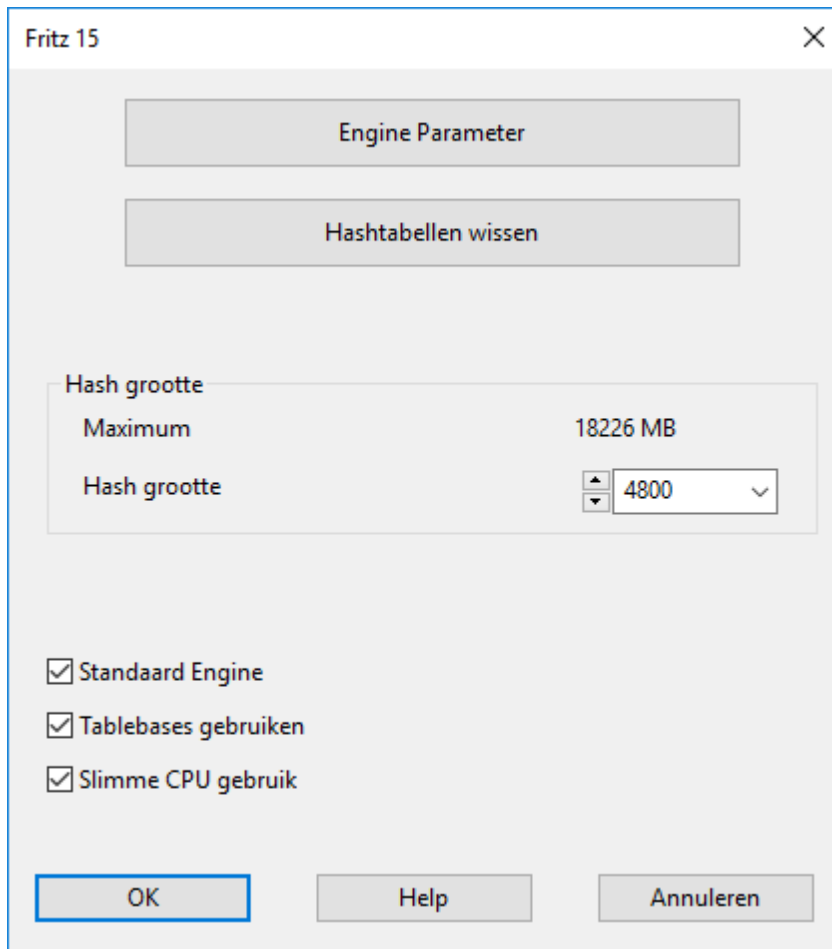 Fritz 15
Engine Parameter
Hashtabellen wissen
Hash grootte
Maximum 18226 MB
Hash grootte 4800
Standaard Engine
Tablebases gebruiken
Slimme CPU gebruik
OK Help Annuleren